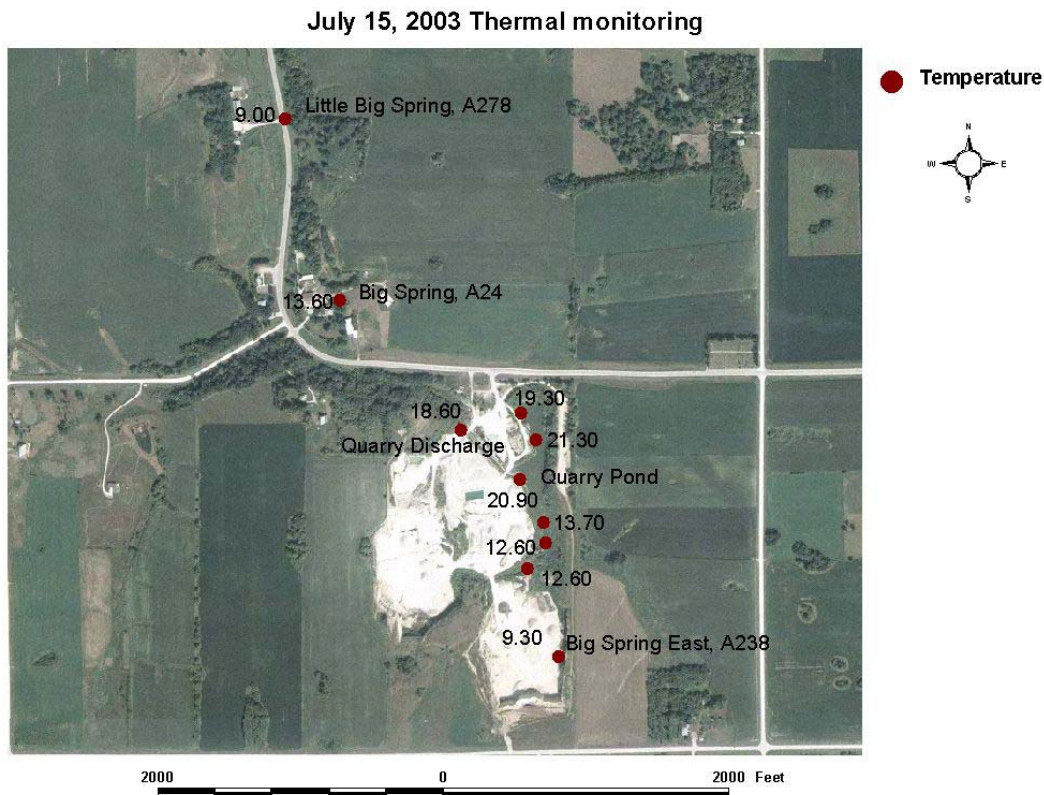 July 15, 2003 Thermal monitoring
Temperature
N
W E
S
9.00 Little Big Spring, A278
13.60 Big Spring, A24
18.60 19.30
Quarry Discharge 21.30
Quarry Pond
20.90
13.70
12.60
12.60
9.30 Big Spring East, A238
2000 0 2000 Feet